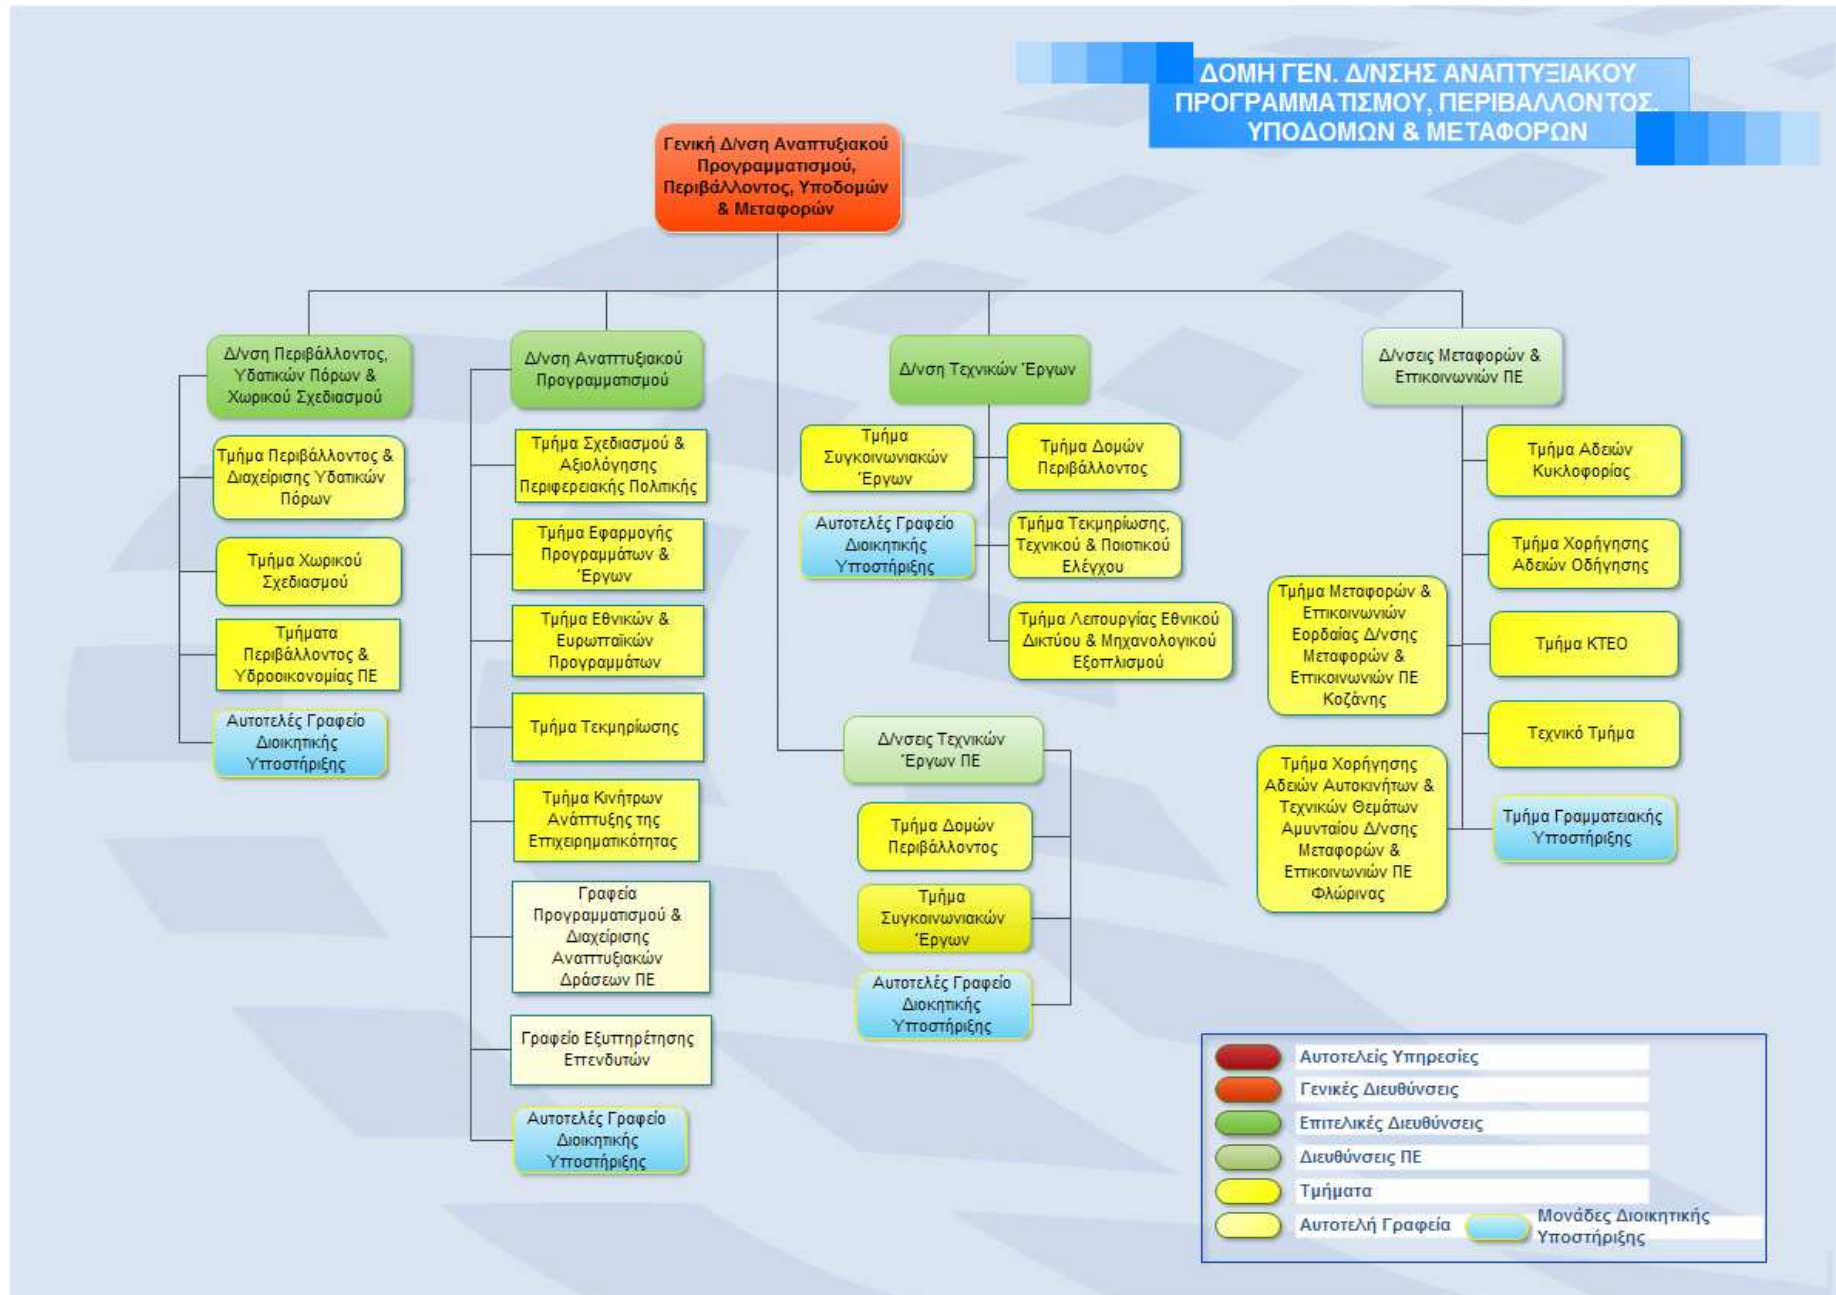 ΔΟΜΗ ΓΕΝ. Δ/ΝΣΗΣ ΑΝΑΠΤΥΞΙΑΚΟΥ
ΠΡΟΓΡΑΜΜΑΤΙΣΜΟΥ, ΠΕΡΙΒΑΛΛΟΝΤΟΣ,
ΥΠΟΔΟΜΩΝ & ΜΕΤΑΦΟΡΩΝ
Γενική Δ/νση Αναπτυξιακού
Προγραμματισμού,
Περιβάλλοντος, Υποδομών
& Μεταφορών
Δ/νση Περιβάλλοντος,
Υδατικών Πόρων &
Χωρικού Σχεδιασμού
Τμήμα Περιβάλλοντος &
Διαχείρισης Υδατικών
Πόρων
Τμήμα Χωρικού
Σχεδιασμού
Τμήματα
Περιβάλλοντος &
Υδροοικονομίας ΠΕ
Αυτοτελές Γραφείο
Διοικητικής
Υποστήριξης
Δ/νση Αναπτυξιακού
Προγραμματισμού
Τμήμα Σχεδιασμού &
Αξιολόγησης
Περιφερειακής Πολιτικής
Τμήμα Εφαρμογής
Προγραμμάτων &
Έργων
Τμήμα Εθνικών &
Ευρωπαϊκών
Προγραμμάτων
Τμήμα Τεκμηρίωσης
Τμήμα Κινήτρων
Ανάπτυξης της
Επιχειρηματικότητας
Γραφεία
Προγραμματισμού &
Διαχείρισης
Αναπτυξιακών
Δράσεων ΠΕ
Γραφείο Εξυπηρέτησης
Επενδυτών
Αυτοτελές Γραφείο
Διοικητικής
Υποστήριξης
Δ/νση Τεχνικών Έργων
Τμήμα
Συγκοινωνιακών
Έργων
Τμήμα Δομών
Περιβάλλοντος
Αυτοτελές Γραφείο
Διοικητικής
Υποστήριξης
Τμήμα Τεκμηρίωσης,
Τεχνικού & Ποιοτικού
Ελέγχου
Τμήμα Λειτουργίας Εθνικού
Δικτύου & Μηχανολογικού
Εξοπλισμού
Δ/νσεις Τεχνικών
Έργων ΠΕ
Τμήμα Δομών
Περιβάλλοντος
Τμήμα
Συγκοινωνιακών
Έργων
Αυτοτελές Γραφείο
Διοκητικής
Υποστήριξης
Δ/νσεις Μεταφορών &
Επικοινωνιών ΠΕ
Τμήμα Αδειών
Κυκλοφορίας
Τμήμα Χορήγησης
Αδειών Οδήγησης
Τμήμα Μεταφορών &
Επικοινωνιών
Εορδαίας Δ/νσης
Μεταφορών &
Επικοινωνιών ΠΕ
Κοζάνης
Τμήμα ΚΤΕΟ
Τεχνικό Τμήμα
Τμήμα Χορήγησης
Αδειών Αυτοκινήτων &
Τεχνικών Θεμάτων
Αμυνταίου Δ/νσης
Μεταφορών &
Επικοινωνιών ΠΕ
Φλώρινας
Τμήμα Γραμματειακής
Υποστήριξης
Αυτοτελείς Υπηρεσίες
Γενικές Διευθύνσεις
Επιτελικές Διευθύνσεις
Διευθύνσεις ΠΕ
Τμήματα
Αυτοτελή Γραφεία
Μονάδες Διοικητικής
Υποστήριξης